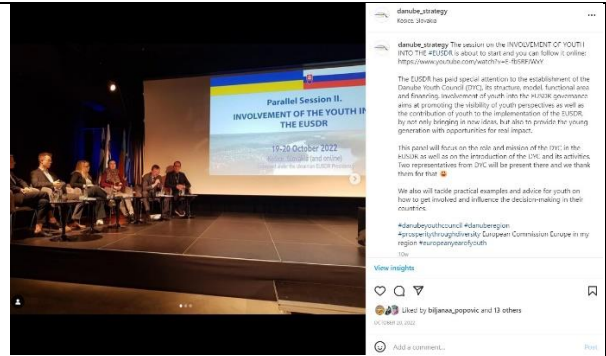 Parallel Session II.
INVOLVEMENT OF THE YOUTH IN
THE EUSDR
19-20 October 2022
Košice, Slovakia (and online)
danube_strategy
Košice, Slovakia
danube_strategy The session on the INVOLVEMENT OF YOUTH
INTO THE #EUSDR is about to start and you can follow it online:
The EUSDR has paid special attention to the establishment of the
Danube Youth Council (DYC), its structure, model, functional area
and financing. Involvement of youth into the EUSDR governance
aims at promoting the visibility of youth perspectives as well as
the contribution of youth to the implementation of the EUSDR,
by not only bringing in new ideas, but also to provide the young
generation with opportunities for real impact.
This panel will focus on the role and mission of the DYC in the
EUSDR as well as on the introduction of the DYC and its activities.
Two representatives from DYC will be present there and we thank
them for that 😃
We also will tackle practical examples and advice for youth on
how to get involved and influence the decision-making in their
countries.
#danubeyouthcouncil #danuberegion
#prosperitythroughdiversity European Commission Europe in my
region #europeanyearofyouth
10w
View insights
Liked by biljanaa_popovic and 13 others
OCTOBER 20, 2022
Add a comment...
Post